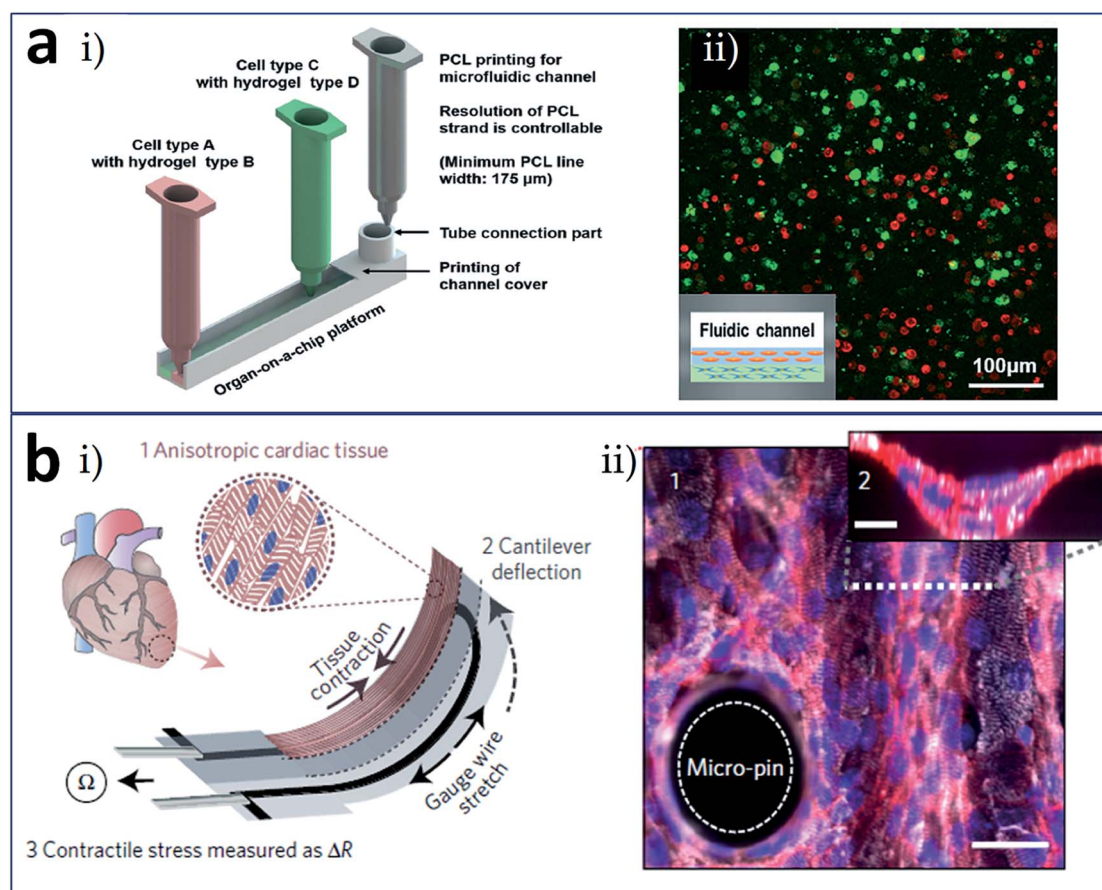 a i)
Cell type A
with hydrogel type B
Cell type C
with hydrogel type D
PCL printing for
microfluidic channel
Resolution of PCL
strand is controllable
(Minimum PCL line
width: 175 µm)
Tube connection part
Printing of
channel cover
Organ-on-a-chip platform
ii)
Fluidic channel
100µm
b i)
1 Anisotropic cardiac tissue
2 Cantilever
deflection
Tissue
contraction
Gauge wire
stretch
Ω
3 Contractile stress measured as ΔR
ii)
1
2
Micro-pin